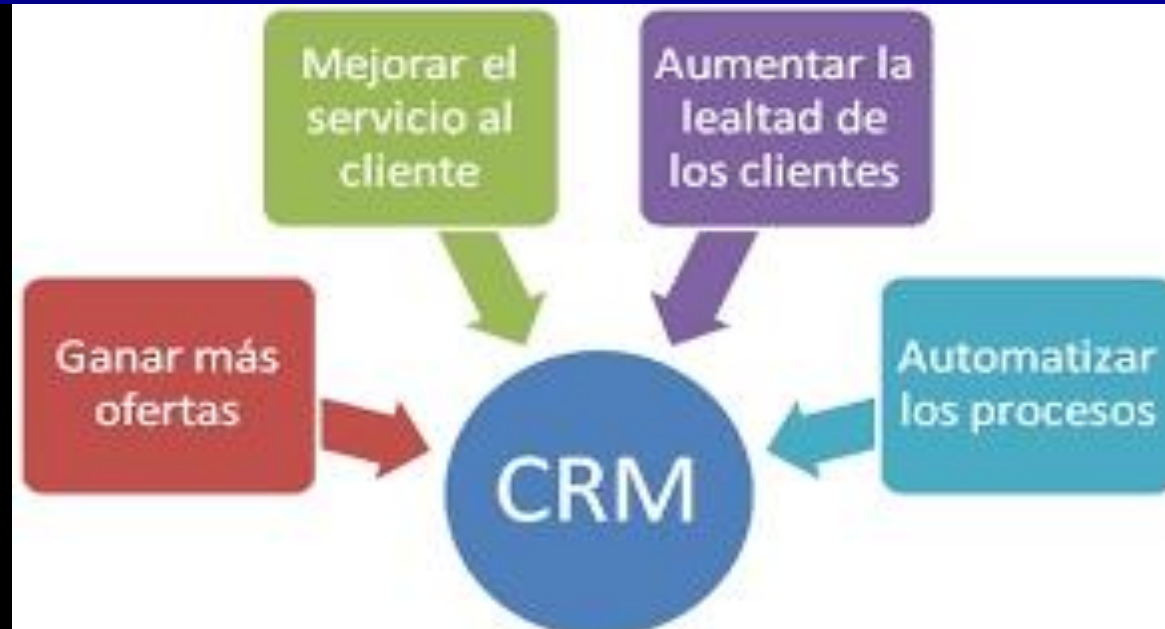 Mejorar el
servicio al
cliente
Aumentar la
lealtad de
los clientes
Ganar más
ofertas
Automatizar
los procesos
CRM